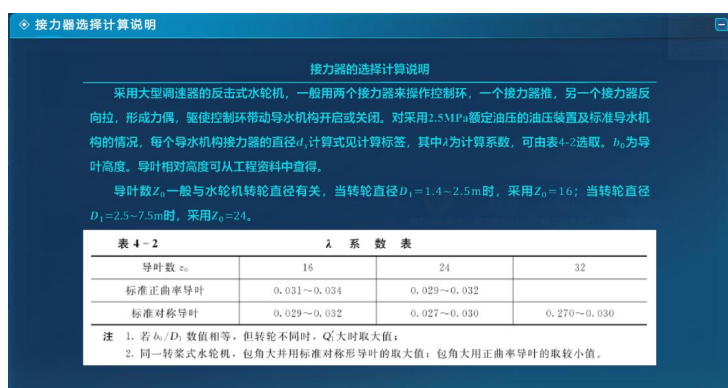 接力器选择计算说明
接力器的选择计算说明
采用大型调速器的反击式水轮机，一般用两个接力器来操作控制环，一个接力器推，另一个接力器反
向拉，形成力偶，驱使控制环带动导水机构开启或关闭。对采用2.5MPa额定油压的油压装置及标准导水机
构的情况，每个导水机构接力器的直径ds计算式见计算标签，其中λ为计算系数，可由表4-2选取。b₀为导
叶高度。导叶相对高度可从工程资料中查得。
导叶数Z₀一般与水轮机转轮直径有关，当转轮直径D₁=1.4~2.5m时，采用Z₀=16；当转轮直径
D₁=2.5~7.5m时，采用Z₀=24。
表 4-2 λ 系 数 表
导叶数 z₀ 16 24 32
标准正曲率导叶 0.031～0.034 0.029～0.032
标准对称导叶 0.029～0.032 0.027～0.030 0.270～0.030
注 1. 若 b₀/D₁ 数值相等，但转轮不同时，Q₁′大时取大值；
2. 同一转桨式水轮机，包角大并用标准对称形导叶的取大值；包角大用正曲率导叶的取较小值。